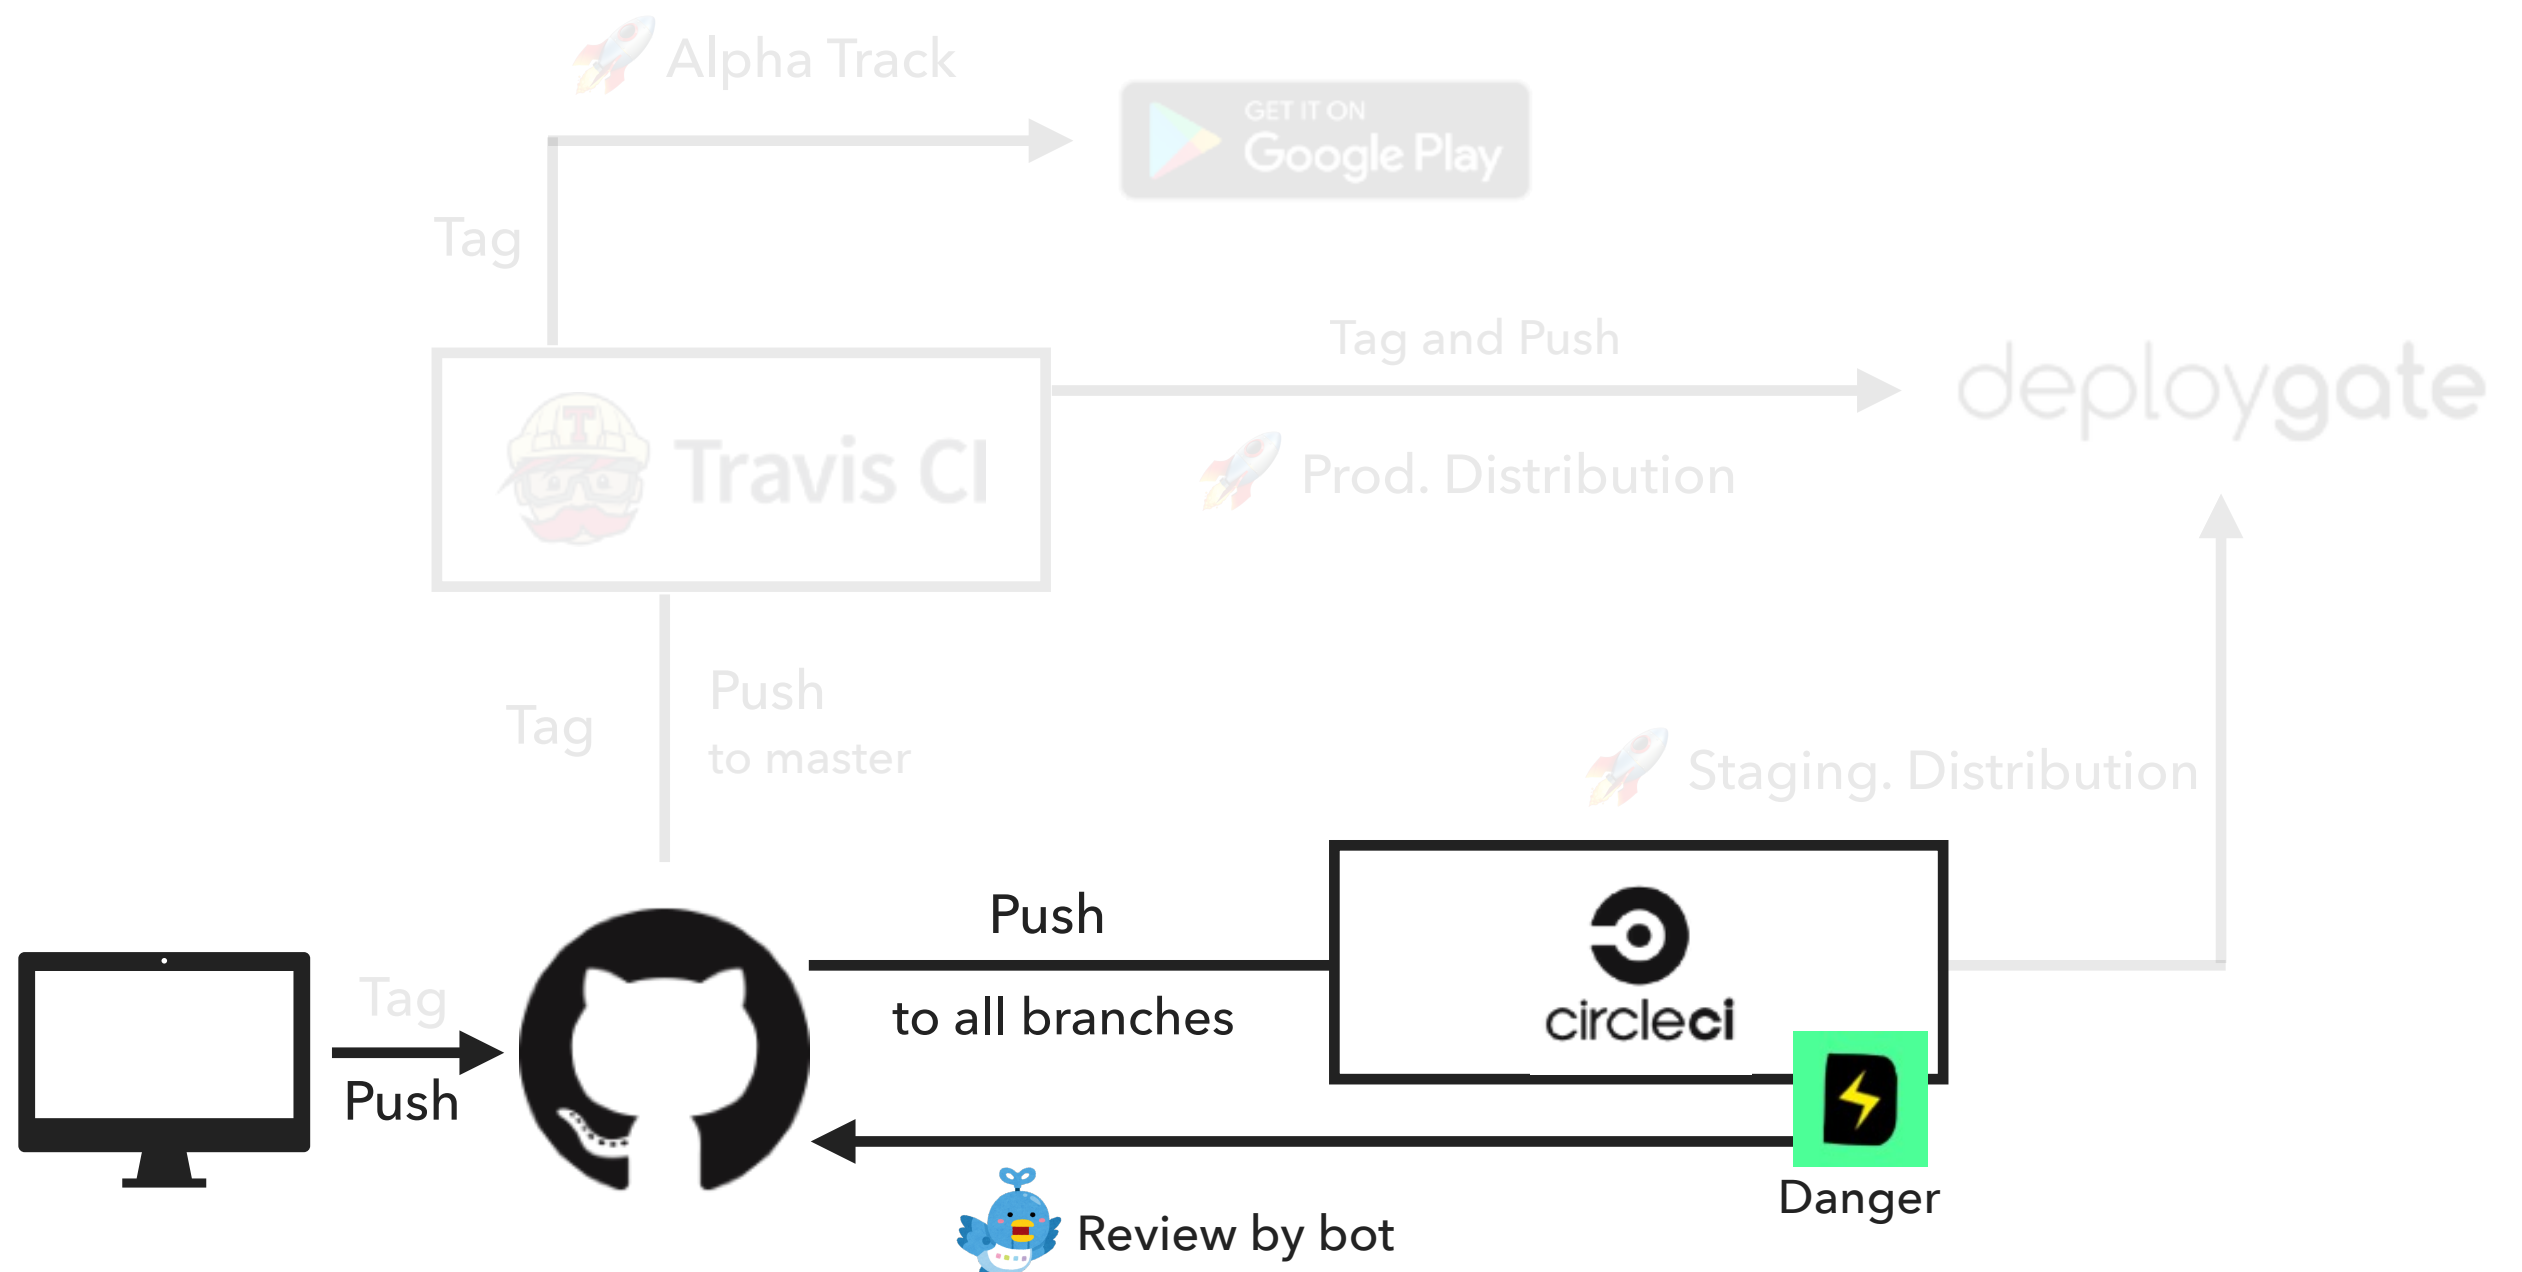 Alpha Track
GET IT ON
Google Play
Tag
Tag and Push
deploygate
T
Travis CI
Prod. Distribution
Tag
Push
to master
Staging. Distribution
Push
to all branches
circleci
Tag
Push
Danger
Review by bot